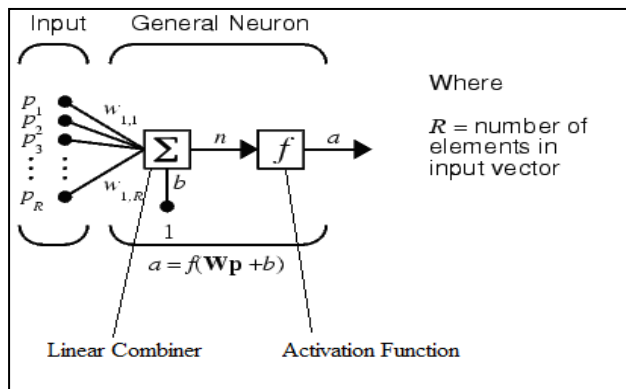 Input General Neuron
p1 w1,1
p2
p3
n a
Σ f
b
pR w1,R
1
a = f(Wp + b)
Where
R = number of
elements in
input vector
Linear Combiner Activation Function